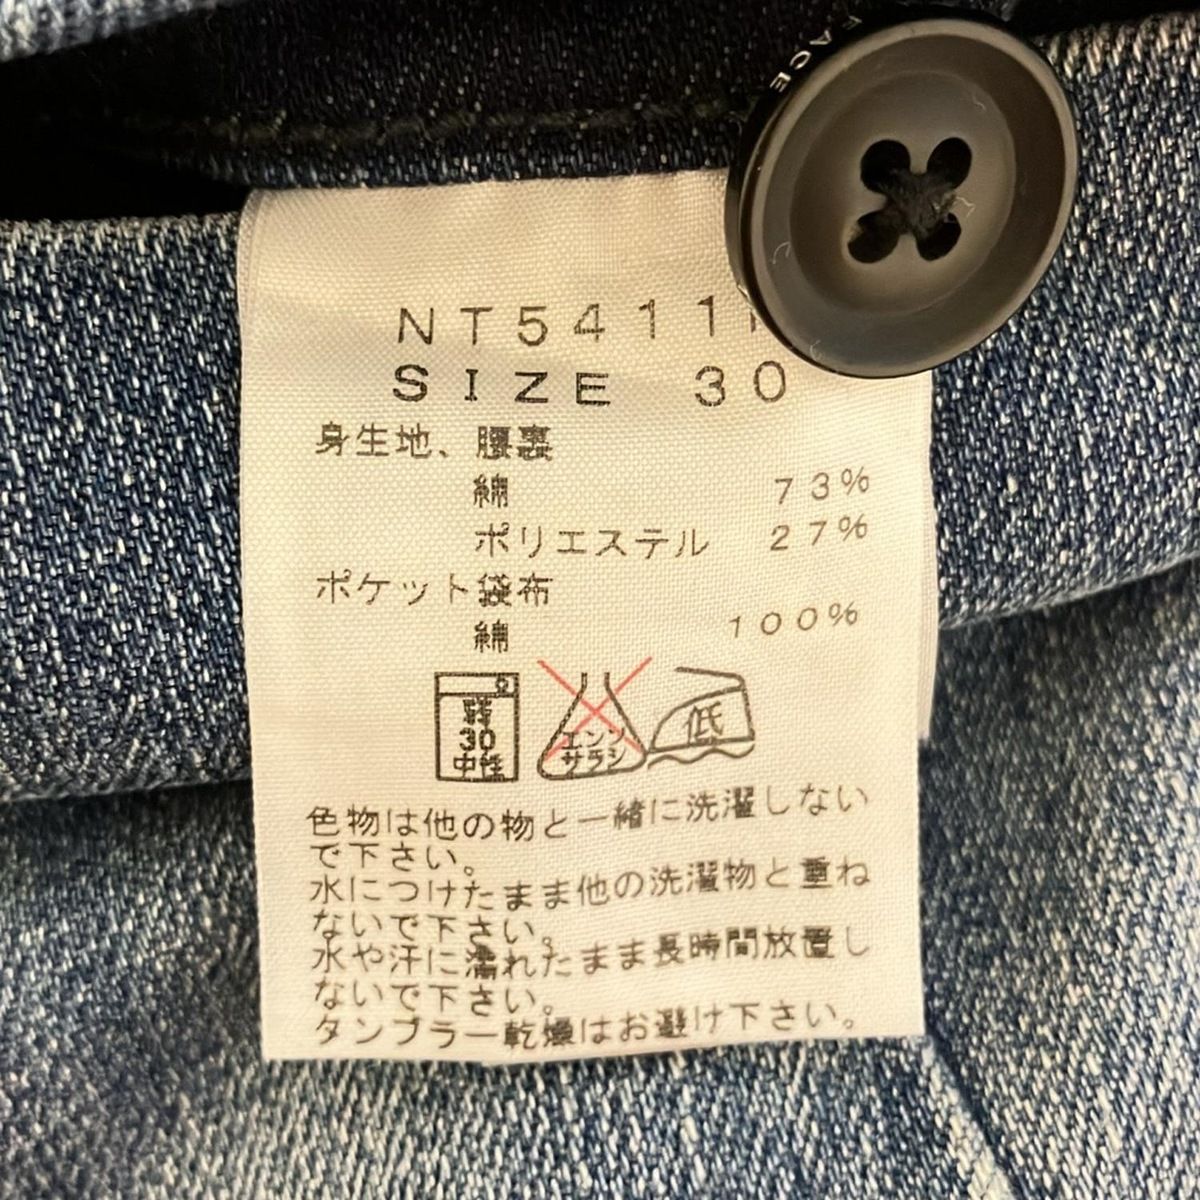 FACE
NT5411
SIZE 30
身生地、腰裏
綿 73%
ポリエステル 27%
ポケット袋布
綿 100%
弱
30
中性
エンソ
サラシ
低
色物は他の物と一緒に洗濯しない
で下さい。
水につけたまま他の洗濯物と重ね
ないで下さい。
水や汗に濡れたまま長時間放置し
ないで下さい。
タンブラー乾燥はお避け下さい。